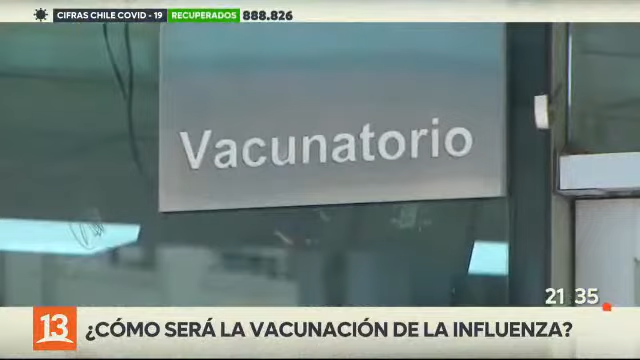 CIFRAS CHILE COVID - 19 RECUPERADOS 888.826
Vacunatorio
21 35
13 ¿CÓMO SERÁ LA VACUNACIÓN DE LA INFLUENZA?